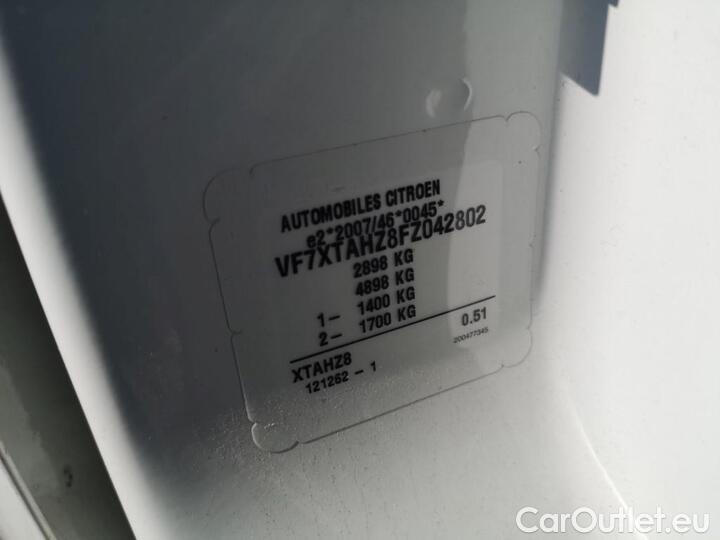 AUTOMOBILES CITROEN
e2*2007/46*0045*
VF7XTAHZ8FZ042802
2898 KG
4898 KG
1- 1400 KG
2- 1700 KG
0.51
XTAHZ8
200477345
121262 - 1
CarOutlet.eu